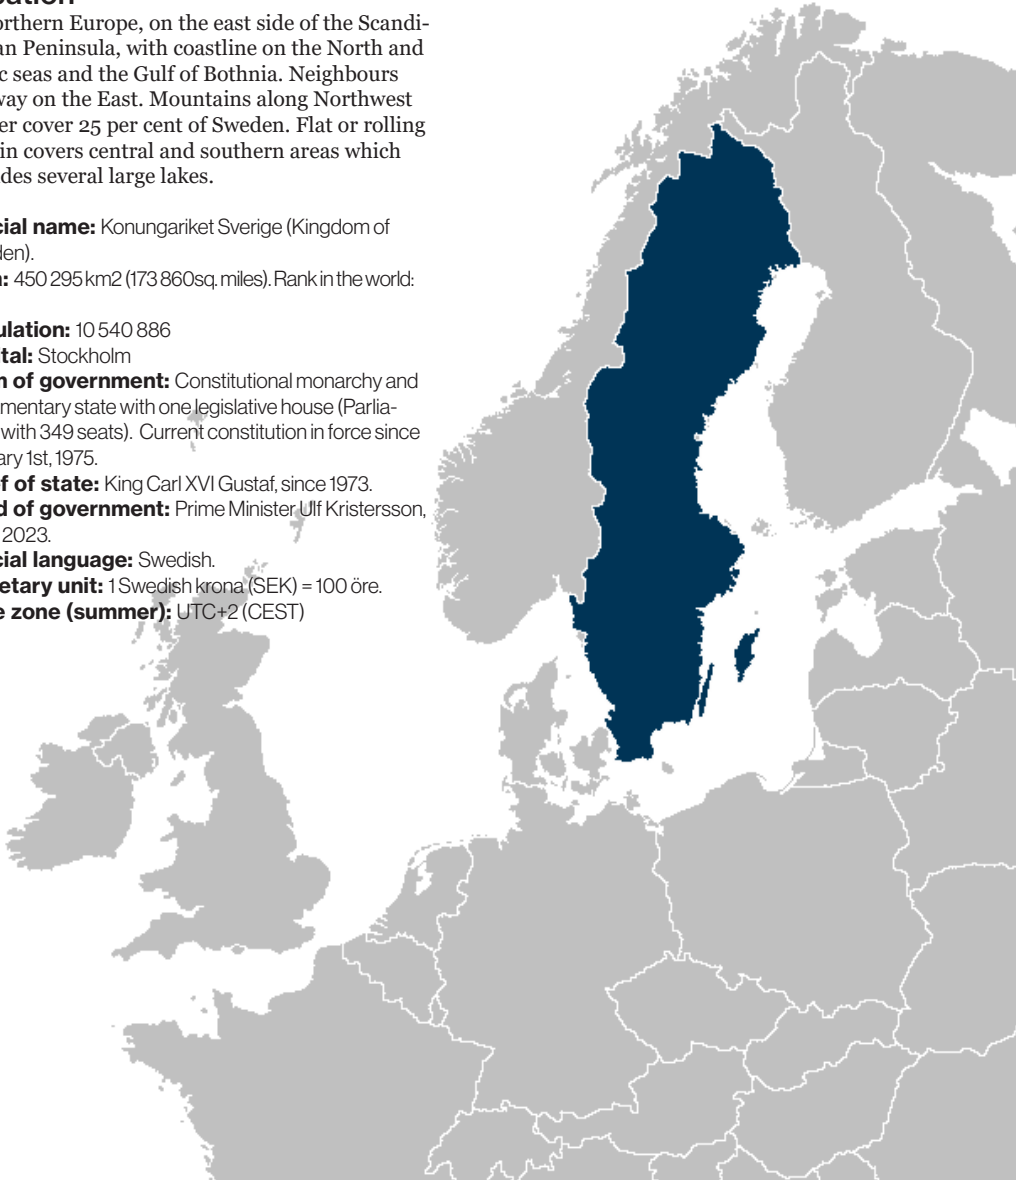 orthern Europe, on the east side of the Scandi-
an Peninsula, with coastline on the North and
c seas and the Gulf of Bothnia. Neighbours
way on the East. Mountains along Northwest
er cover 25 per cent of Sweden. Flat or rolling
in covers central and southern areas which
des several large lakes.
cial name: Konungariket Sverige (Kingdom of
den).
: 450 295 km2 (173 860sq. miles). Rank in the world:
ulation: 10 540 886
tal: Stockholm
of government: Constitutional monarchy and
mentary state with one legislative house (Parlia-
with 349 seats). Current constitution in force since
ary 1st, 1975.
f of state: King Carl XVI Gustaf, since 1973.
d of government: Prime Minister Ulf Kristersson,
2023.
cial language: Swedish.
etary unit: 1 Swedish krona (SEK) = 100 öre.
e zone (summer): UTC+2 (CEST)